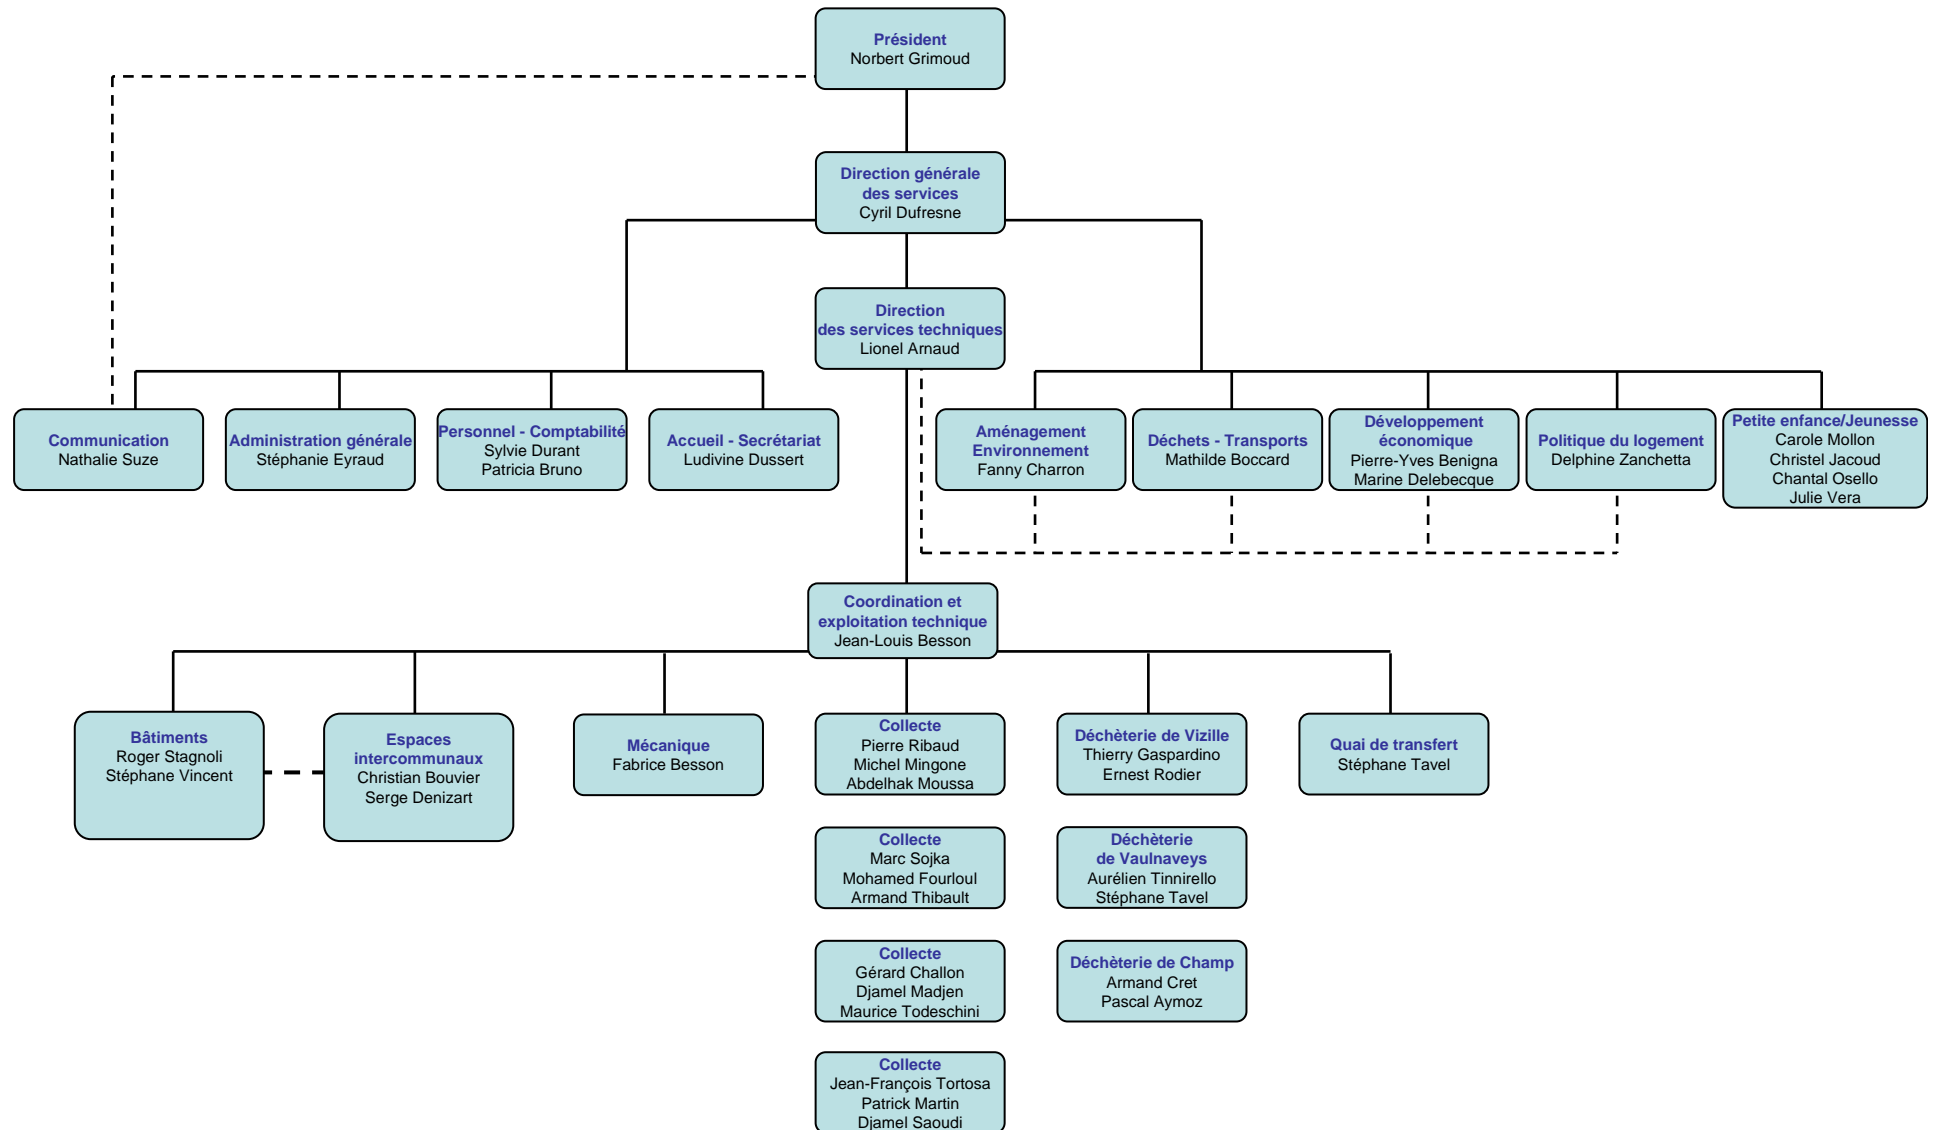 Président
Norbert Grimoud
Direction générale
des services
Cyril Dufresne
Direction
des services techniques
Lionel Arnaud
Communication
Nathalie Suze
Administration générale
Stéphanie Eyraud
Personnel - Comptabilité
Sylvie Durant
Patricia Bruno
Accueil - Secrétariat
Ludivine Dussert
Aménagement
Environnement
Fanny Charron
Déchets - Transports
Mathilde Boccard
Développement
économique
Pierre-Yves Benigna
Marine Delebecque
Politique du logement
Delphine Zanchetta
Petite enfance/Jeunesse
Carole Mollon
Christel Jacoud
Chantal Osello
Julie Vera
Coordination et
exploitation technique
Jean-Louis Besson
Bâtiments
Roger Stagnoli
Stéphane Vincent
Espaces
intercommunaux
Christian Bouvier
Serge Denizart
Mécanique
Fabrice Besson
Collecte
Pierre Ribaud
Michel Mingone
Abdelhak Moussa
Déchèterie de Vizille
Thierry Gaspardino
Ernest Rodier
Quai de transfert
Stéphane Tavel
Collecte
Marc Sojka
Mohamed Fourloul
Armand Thibault
Déchèterie
de Vaulnaveys
Aurélien Tinnirello
Stéphane Tavel
Collecte
Gérard Challon
Djamel Madjen
Maurice Todeschini
Déchèterie de Champ
Armand Cret
Pascal Aymoz
Collecte
Jean-François Tortosa
Patrick Martin
Djamel Saoudi